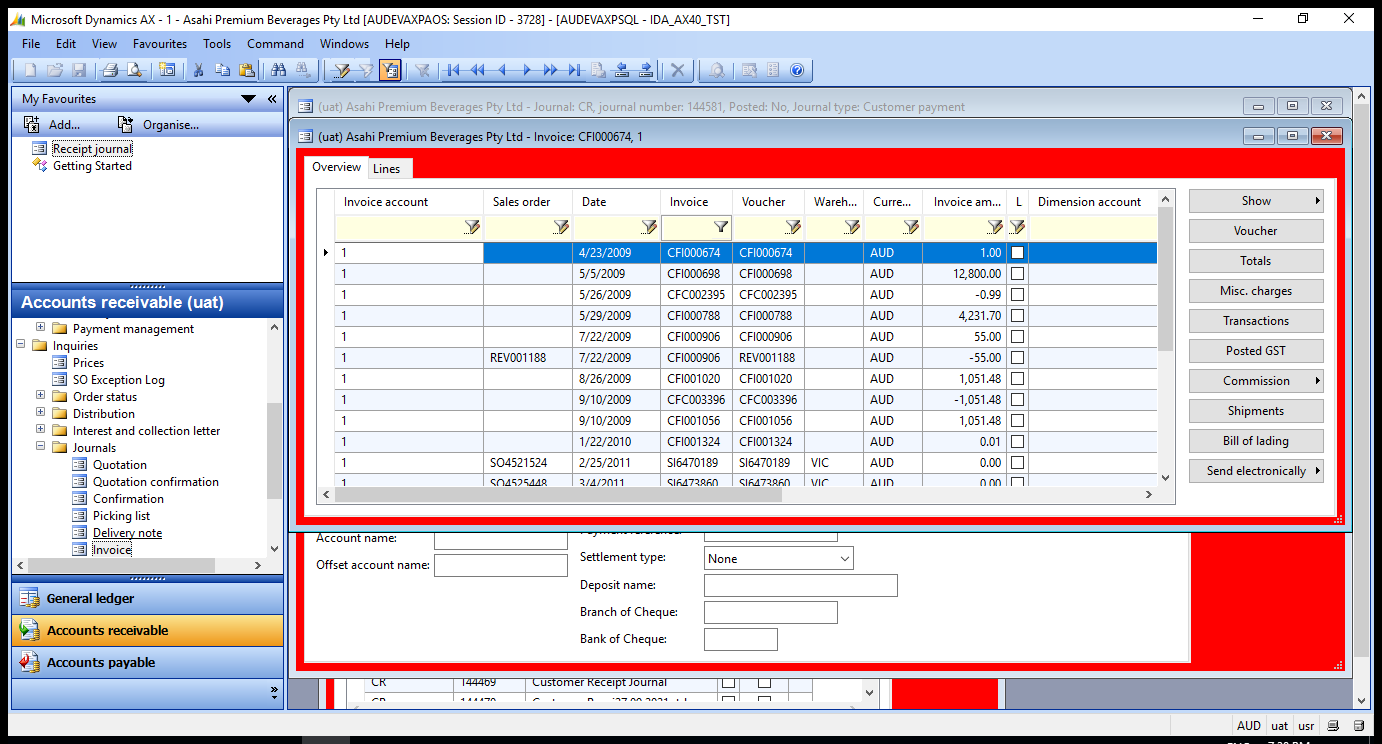 Microsoft Dynamics AX - 1 - Asahi Premium Beverages Pty Ltd [AUDEVAXPAOS: Session ID - 3728] - [AUDEVAXPSQL - IDA_AX40_TST]
File Edit View Favourites Tools Command Windows Help
My Favourites
Add... Organise...
Receipt journal
Getting Started
Accounts receivable (uat)
Payment management
Inquiries
Prices
SO Exception Log
Order status
Distribution
Interest and collection letter
Journals
Quotation
Quotation confirmation
Confirmation
Picking list
Delivery note
Invoice
General ledger
Accounts receivable
Accounts payable
(uat) Asahi Premium Beverages Pty Ltd - Journal: CR, journal number: 144581, Posted: No, Journal type: Customer payment
(uat) Asahi Premium Beverages Pty Ltd - Invoice: CFI000674, 1
Overview Lines
Invoice account Sales order Date Invoice Voucher Wareh... Curre... Invoice am... L Dimension account
1 4/23/2009 CFI000674 CFI000674 AUD 1.00
1 5/5/2009 CFI000698 CFI000698 AUD 12,800.00
1 5/26/2009 CFC002395 CFC002395 AUD -0.99
1 5/29/2009 CFI000788 CFI000788 AUD 4,231.70
1 7/22/2009 CFI000906 CFI000906 AUD 55.00
1 REV001188 7/22/2009 CFI000906 REV001188 AUD -55.00
1 8/26/2009 CFI001020 CFI001020 AUD 1,051.48
1 9/10/2009 CFC003396 CFC003396 AUD -1,051.48
1 9/10/2009 CFI001056 CFI001056 AUD 1,051.48
1 1/22/2010 CFI001324 CFI001324 AUD 0.01
1 SO4521524 2/25/2011 SI6470189 SI6470189 VIC AUD 0.00
1 SO4525448 3/4/2011 SI6473860 SI6473860 VIC AUD 0.00
Show
Voucher
Totals
Misc. charges
Transactions
Posted GST
Commission
Shipments
Bill of lading
Send electronically
Account name:
Offset account name:
Payment reference:
Settlement type: None
Deposit name:
Branch of Cheque:
Bank of Cheque:
CR 144469 Customer Receipt Journal
AUD uat usr